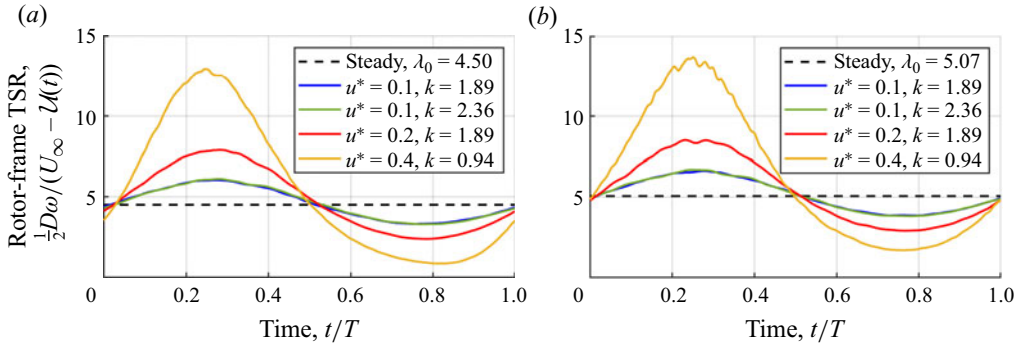 (a)
15
10
5
0
0.2
0.4
0.6
0.8
1.0
Rotor-frame TSR,
½Dω/(U∞ − 𝒰(t))
Time, t/T
Steady, λ0 = 4.50
u* = 0.1, k = 1.89
u* = 0.1, k = 2.36
u* = 0.2, k = 1.89
u* = 0.4, k = 0.94
(b)
15
10
5
0
0.2
0.4
0.6
0.8
1.0
Time, t/T
Steady, λ0 = 5.07
u* = 0.1, k = 1.89
u* = 0.1, k = 2.36
u* = 0.2, k = 1.89
u* = 0.4, k = 0.94